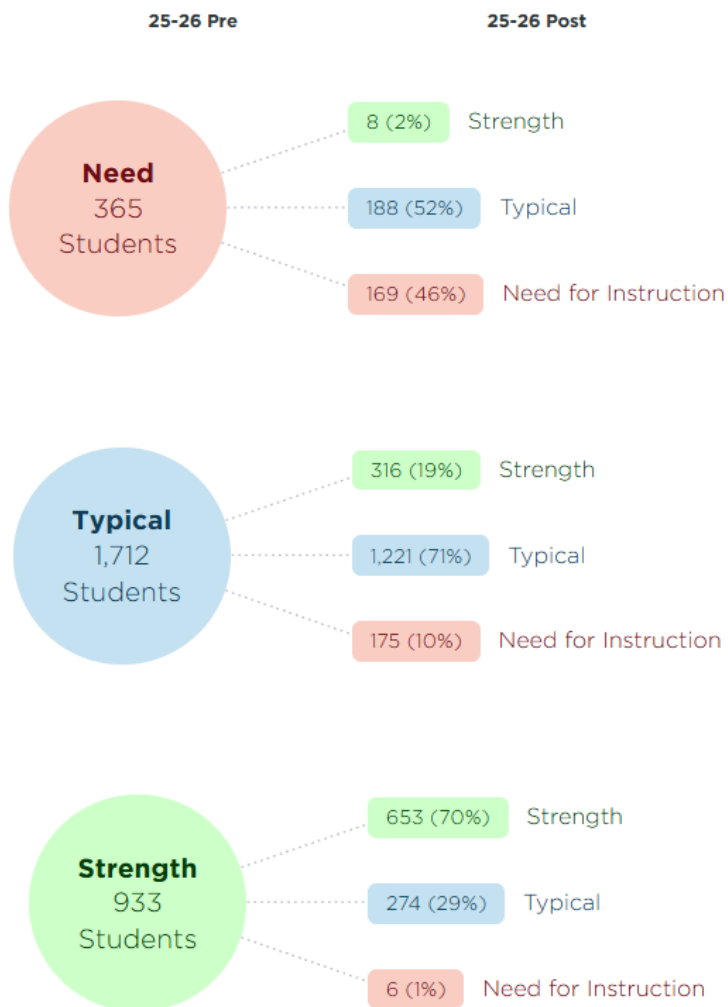 25-26 Pre
25-26 Post
Need
365
Students
8 (2%) Strength
188 (52%) Typical
169 (46%) Need for Instruction
Typical
1,712
Students
316 (19%) Strength
1,221 (71%) Typical
175 (10%) Need for Instruction
Strength
933
Students
653 (70%) Strength
274 (29%) Typical
6 (1%) Need for Instruction